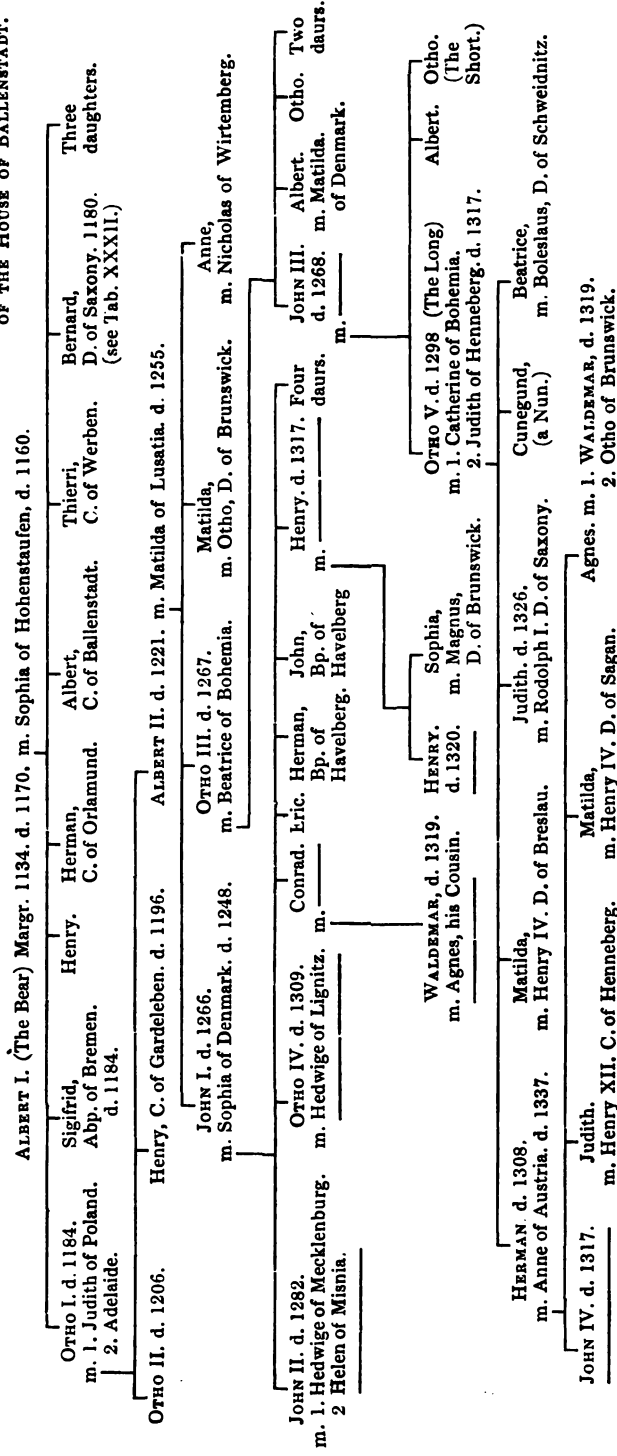 OF THE HOUSE OF BALLENSTADT.
ALBERT I. (The Bear) Margr. 1134. d. 1170. m. Sophia of Hohenstaufen, d. 1160.
OTHO I. d. 1184.
m. 1. Judith of Poland.
2. Adelaide.
Sigifrid,
Abp. of Bremen.
d. 1184.
Henry.
Herman,
C. of Orlamund.
Albert,
C. of Ballenstadt.
Thierri,
C. of Werben.
Bernard,
D. of Saxony. 1180.
(see Tab. XXXII.)
Three
daughters.
OTHO II. d. 1206.
Henry, C. of Gardeleben. d. 1196.
ALBERT II. d. 1221. m. Matilda of Lusatia. d. 1255.
JOHN I. d. 1266.
m. Sophia of Denmark. d. 1248.
OTHO III. d. 1267.
m. Beatrice of Bohemia.
Matilda,
m. Otho, D. of Brunswick.
Anne,
m. Nicholas of Wirtemberg.
JOHN II. d. 1282.
m. 1. Hedwige of Mecklenburg.
2 Helen of Misnia.
OTHO IV. d. 1309.
m. Hedwige of Lignitz.
Conrad.
m.
Eric.
Herman,
Bp. of
Havelberg.
John,
Bp. of
Havelberg
Henry. d. 1317.
m.
Four
daurs.
JOHN III.
d. 1268.
m.
Albert.
m. Matilda.
of Denmark.
Otho.
Two
daurs.
WALDEMAR, d. 1319.
m. Agnes, his Cousin.
HENRY.
d. 1320.
Sophia,
m. Magnus,
D. of Brunswick.
OTHO V. d. 1298 (The Long)
m. 1. Catherine of Bohemia.
2. Judith of Henneberg. d. 1317.
Albert.
Otho.
(The
Short.)
HERMAN. d. 1308.
m. Anne of Austria. d. 1337.
Matilda,
m. Henry IV. D. of Breslau.
Judith. d. 1326.
m. Rodolph I. D. of Saxony.
Cunegund,
(a Nun.)
Beatrice,
m. Boleslaus, D. of Schweidnitz.
JOHN IV. d. 1317.
Judith.
m. Henry XII. C. of Henneberg.
Matilda,
m. Henry IV. D. of Sagan.
Agnes. m. 1. WALDEMAR, d. 1319.
2. Otho of Brunswick.